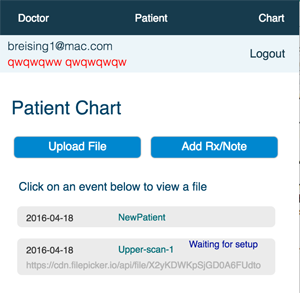 Doctor Patient Chart
breising1@mac.com
qwqwqww qwqwqwqw Logout
Patient Chart
Upload File Add Rx/Note
Click on an event below to view a file
2016-04-18 NewPatient
2016-04-18 Upper-scan-1 Waiting for setup
https://cdn.filepicker.io/api/file/X2yKDWKpSjGD0A6FUdto